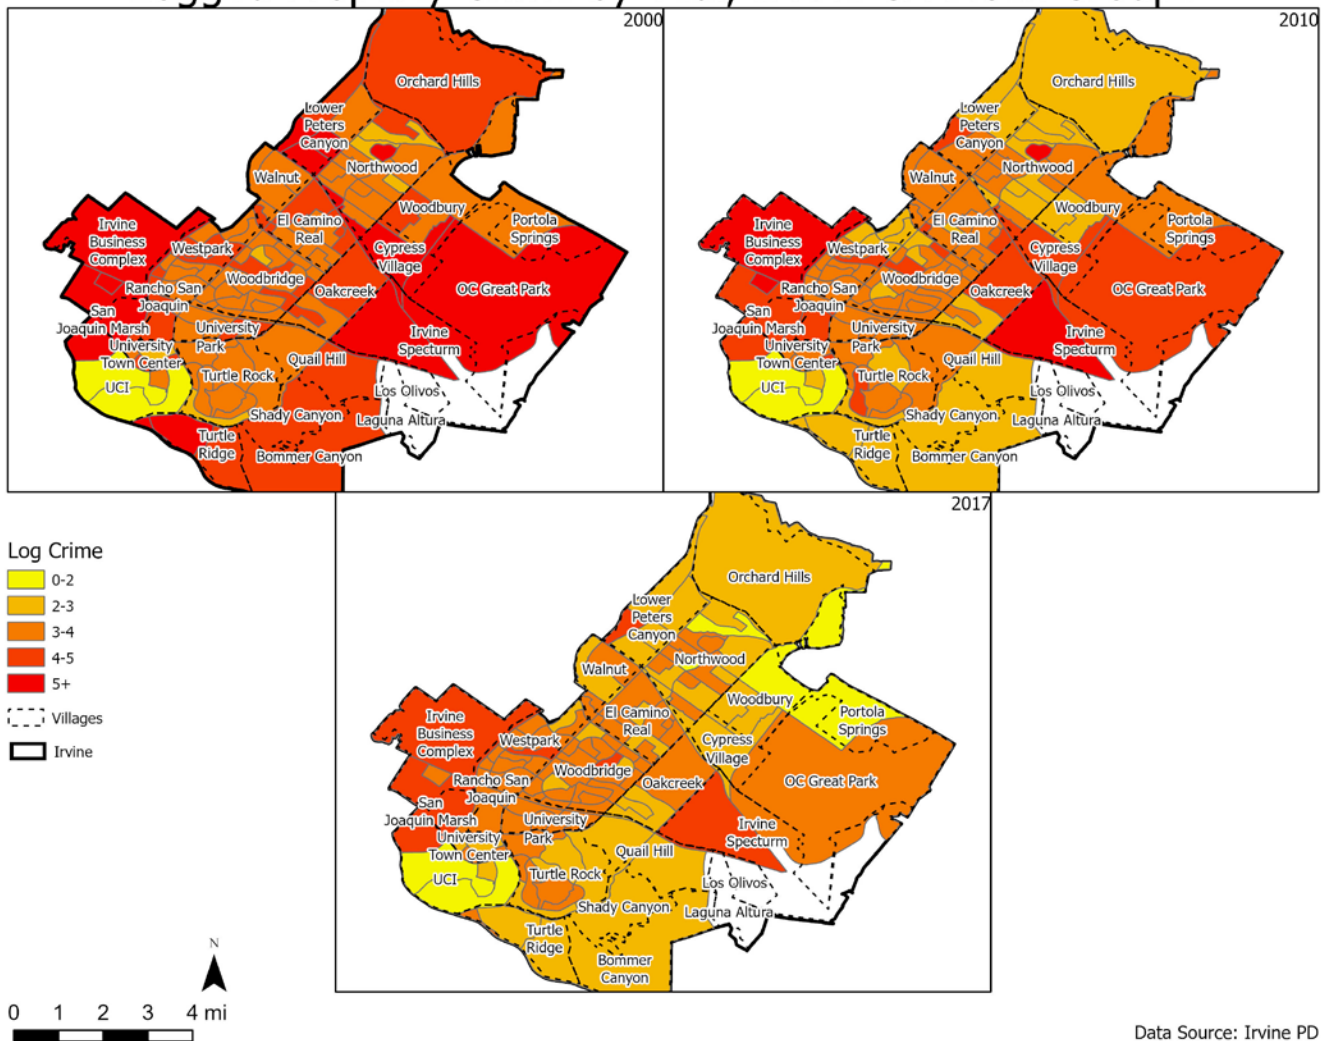 2000
Orchard Hills
Lower
Peters
Canyon
Northwood
Walnut
Woodbury
Portola
Springs
El Camino
Real
Irvine
Business
Complex
Westpark
Cypress
Village
Woodbridge
Rancho San
Joaquin
Oakcreek
OC Great Park
San
Joaquin Marsh
University
Park
Irvine
Specturm
University
Town Center
Quail Hill
UCI
Turtle Rock
Los Olivos
Shady Canyon
Laguna Altura
Turtle
Ridge
Bommer Canyon
2010
Orchard Hills
Lower
Peters
Canyon
Northwood
Walnut
Woodbury
Portola
Springs
El Camino
Real
Irvine
Business
Complex
Westpark
Cypress
Village
Woodbridge
Rancho San
Joaquin
Oakcreek
OC Great Park
San
Joaquin Marsh
University
Park
Irvine
Specturm
University
Town Center
Quail Hill
UCI
Turtle Rock
Los Olivos
Shady Canyon
Laguna Altura
Turtle
Ridge
Bommer Canyon
2017
Orchard Hills
Lower
Peters
Canyon
Northwood
Walnut
Woodbury
Portola
Springs
El Camino
Real
Irvine
Business
Complex
Westpark
Cypress
Village
Woodbridge
Rancho San
Joaquin
Oakcreek
OC Great Park
San
Joaquin Marsh
University
Park
Irvine
Specturm
University
Town Center
Quail Hill
UCI
Turtle Rock
Los Olivos
Shady Canyon
Laguna Altura
Turtle
Ridge
Bommer
Canyon
Log Crime
0-2
2-3
3-4
4-5
5+
Villages
Irvine
N
0 1 2 3 4 mi
Data Source: Irvine PD